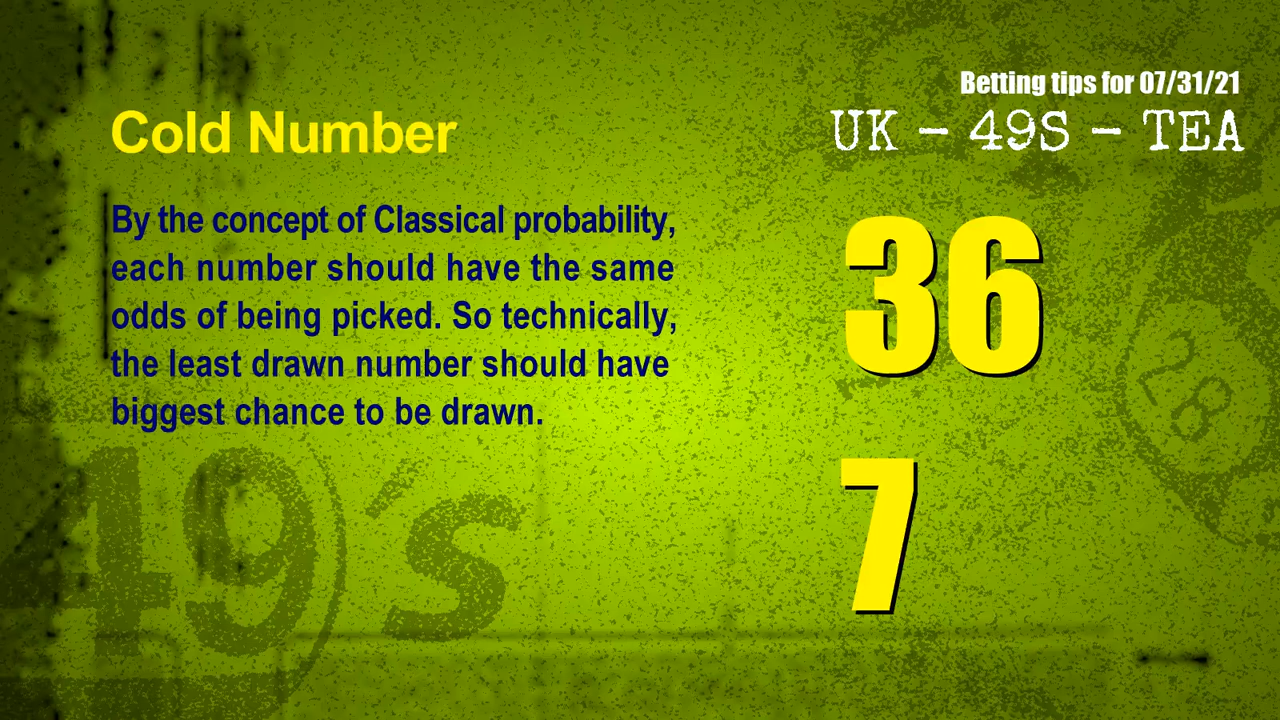 Betting tips for 07/31/21
UK - 49S - TEA
Cold Number
By the concept of Classical probability,
each number should have the same
odds of being picked. So technically,
the least drawn number should have
biggest chance to be drawn.
36
7
49's
28